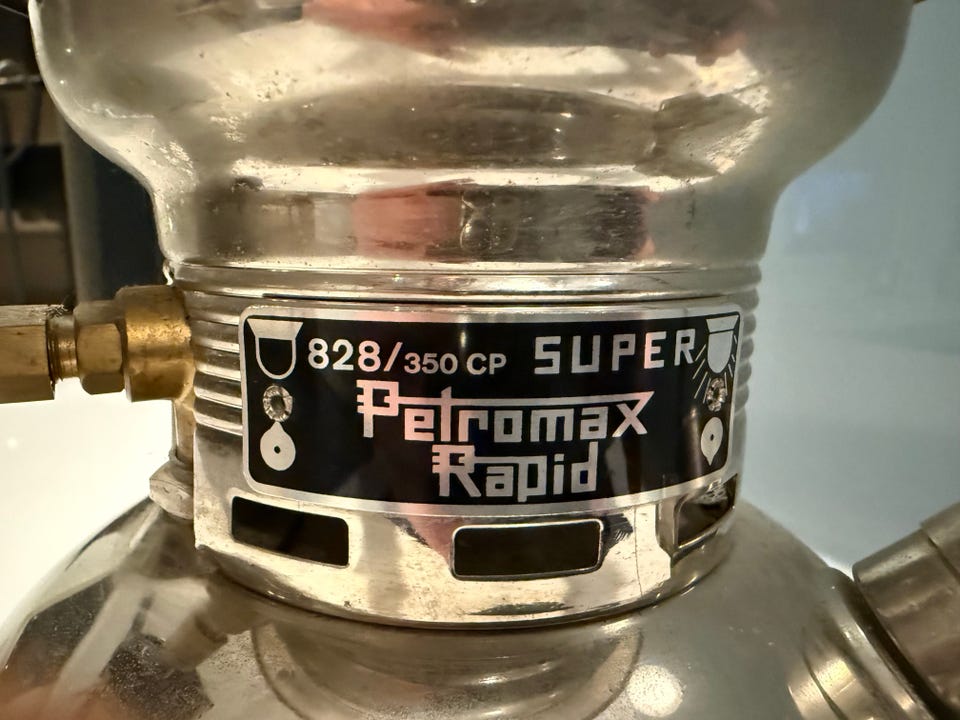 828/350 CP SUPER
Petromax
Rapid